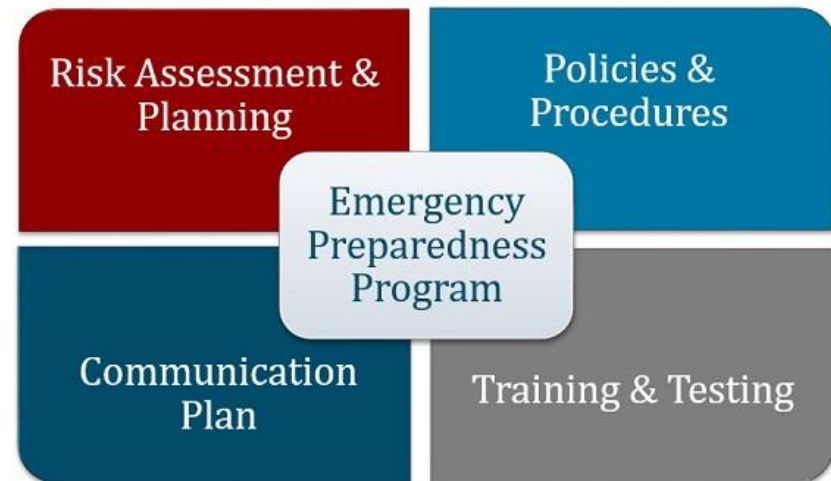 Risk Assessment &
Planning
Policies &
Procedures
Emergency
Preparedness
Program
Communication
Plan
Training & Testing